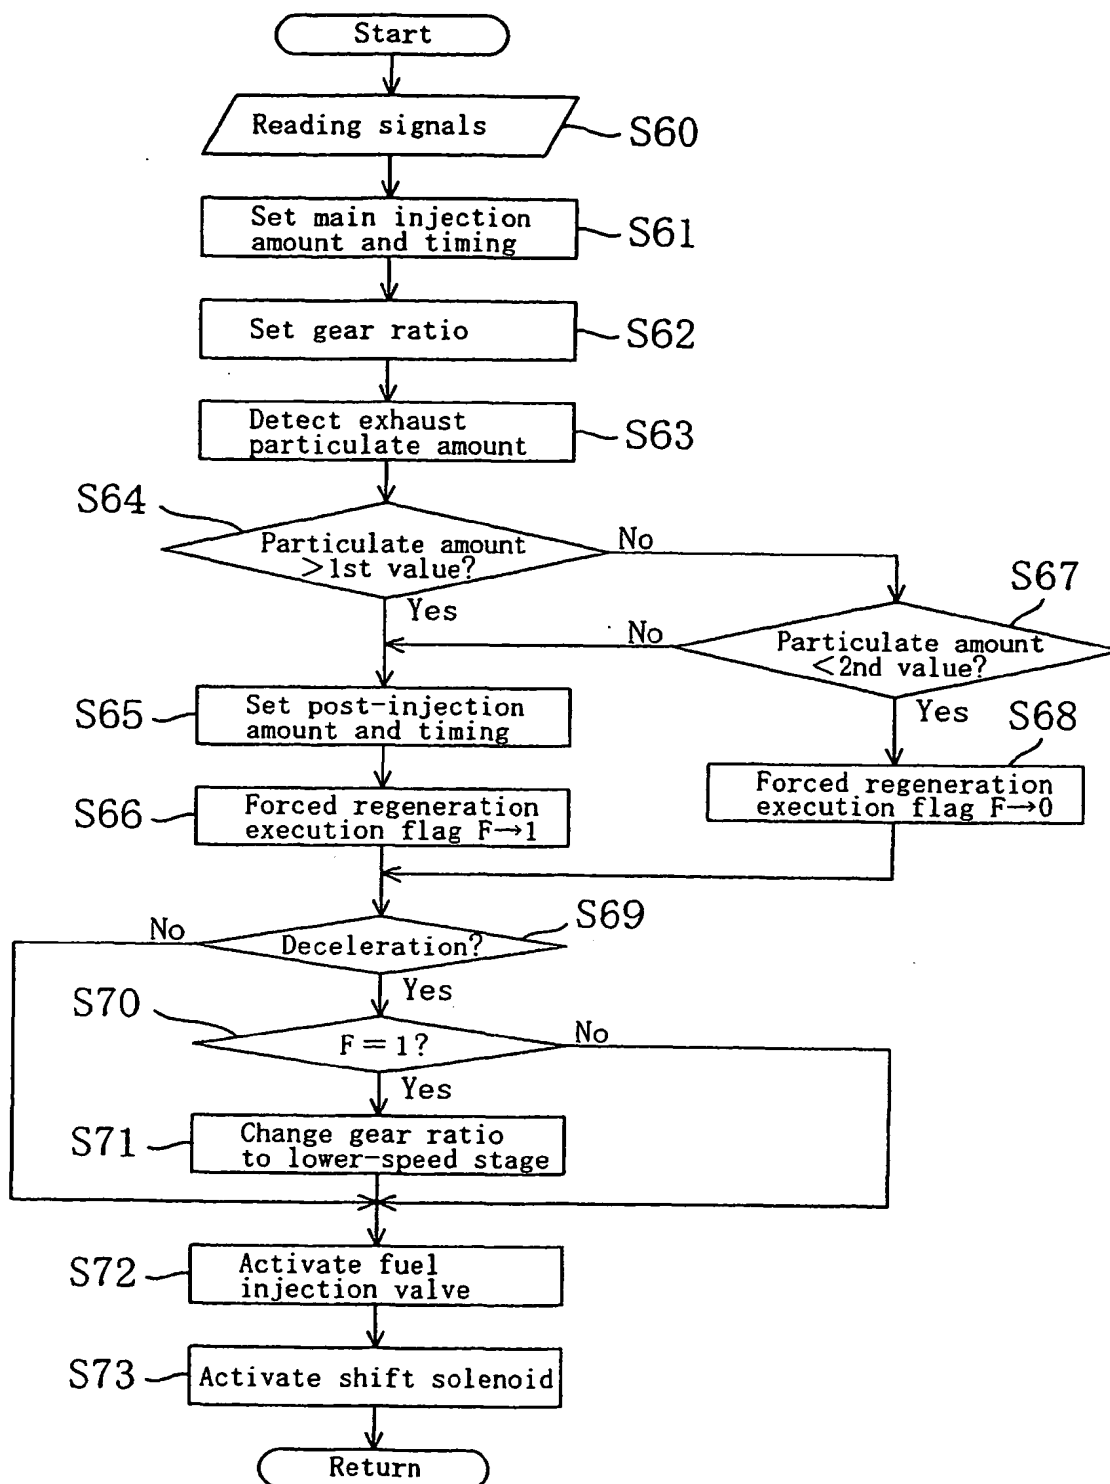 Start
Reading signals
S60
Set main injection
amount and timing
S61
Set gear ratio
S62
Detect exhaust
particulate amount
S63
S64
Particulate amount
>1st value?
No
Yes
S67
Particulate amount
<2nd value?
No
Yes
S65
Set post-injection
amount and timing
S68
Forced regeneration
execution flag F→0
S66
Forced regeneration
execution flag F→1
S69
Deceleration?
No
Yes
S70
F=1?
No
Yes
S71
Change gear ratio
to lower-speed stage
S72
Activate fuel
injection valve
S73
Activate shift solenoid
Return